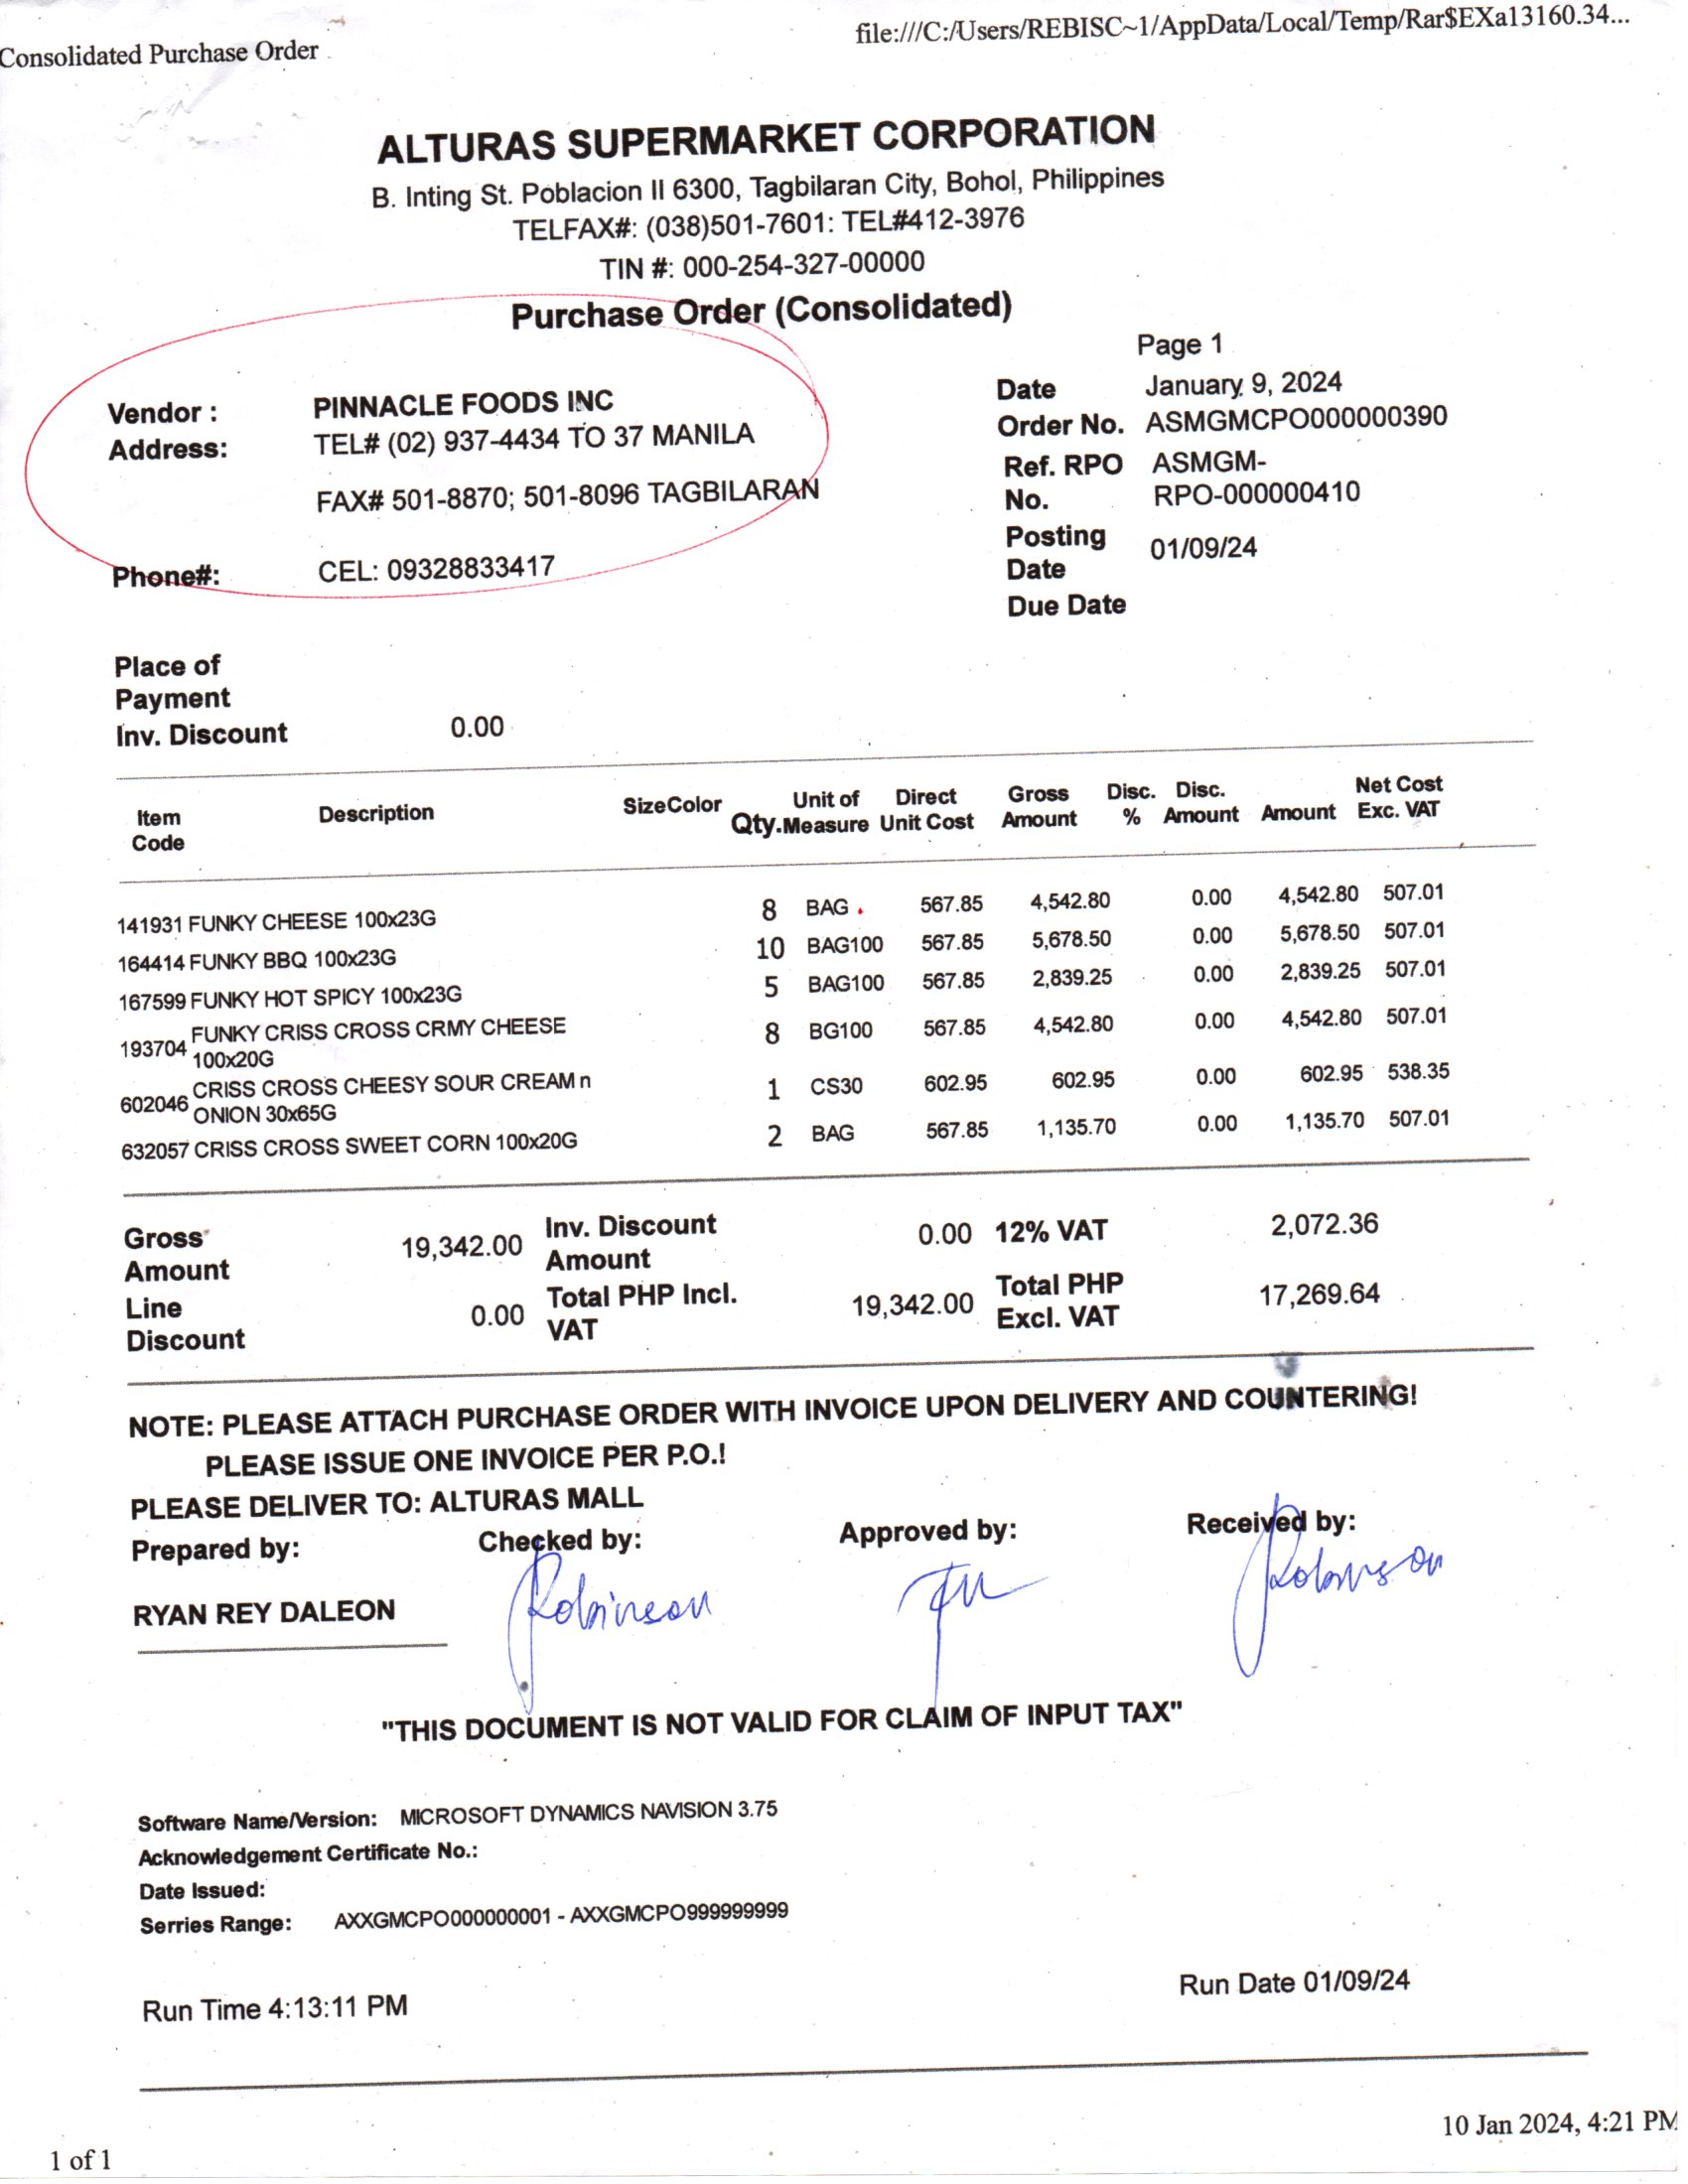 Consolidated Purchase Order
file:///C:/Users/REBISC~1/AppData/Local/Temp/Rar$EXa13160.34...
ALTURAS SUPERMARKET CORPORATION
B. Inting St. Poblacion II 6300, Tagbilaran City, Bohol, Philippines
TELFAX#: (038)501-7601: TEL#412-3976
TIN #: 000-254-327-00000
Purchase Order (Consolidated)
Page 1
Vendor : PINNACLE FOODS INC
Address: TEL# (02) 937-4434 TO 37 MANILA
FAX# 501-8870; 501-8096 TAGBILARAN
Phone#: CEL: 09328833417
Date January 9, 2024
Order No. ASMGMCPO000000390
Ref. RPO ASMGM-
No. RPO-000000410
Posting
Date 01/09/24
Due Date
Place of
Payment
Inv. Discount 0.00
Item
Code Description SizeColor Qty. Unit of
Measure Direct
Unit Cost Gross
Amount Disc.
% Disc.
Amount Amount Net Cost
Exc. VAT
141931 FUNKY CHEESE 100x23G 8 BAG 567.85 4,542.80 0.00 4,542.80 507.01
164414 FUNKY BBQ 100x23G 10 BAG100 567.85 5,678.50 0.00 5,678.50 507.01
167599 FUNKY HOT SPICY 100x23G 5 BAG100 567.85 2,839.25 0.00 2,839.25 507.01
193704 FUNKY CRISS CROSS CRMY CHEESE
100x20G 8 BG100 567.85 4,542.80 0.00 4,542.80 507.01
602046 CRISS CROSS CHEESY SOUR CREAM n
ONION 30x65G 1 CS30 602.95 602.95 0.00 602.95 538.35
632057 CRISS CROSS SWEET CORN 100x20G 2 BAG 567.85 1,135.70 0.00 1,135.70 507.01
Gross
Amount 19,342.00 Inv. Discount
Amount 0.00 12% VAT 2,072.36
Line
Discount 0.00 Total PHP Incl.
VAT 19,342.00 Total PHP
Excl. VAT 17,269.64
NOTE: PLEASE ATTACH PURCHASE ORDER WITH INVOICE UPON DELIVERY AND COUNTERING!
PLEASE ISSUE ONE INVOICE PER P.O.!
PLEASE DELIVER TO: ALTURAS MALL
Prepared by: Checked by: Approved by: Received by:
RYAN REY DALEON Robinson Robinson
"THIS DOCUMENT IS NOT VALID FOR CLAIM OF INPUT TAX"
Software Name/Version: MICROSOFT DYNAMICS NAVISION 3.75
Acknowledgement Certificate No.:
Date Issued:
Serries Range: AXXGMCPO000000001 - AXXGMCPO999999999
Run Time 4:13:11 PM
Run Date 01/09/24
1 of 1
10 Jan 2024, 4:21 PM